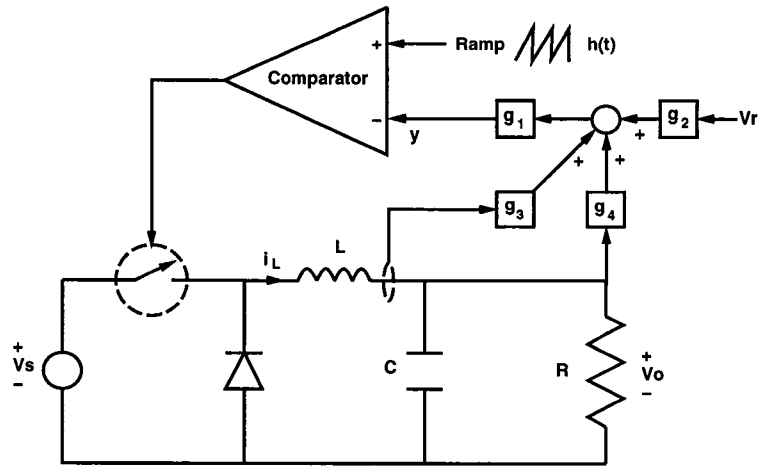 +
Ramp h(t)
Comparator
−
y
g1
g2
Vr
+
+
+
g3
g4
iL
L
+
Vs
−
C
R
+
Vo
−